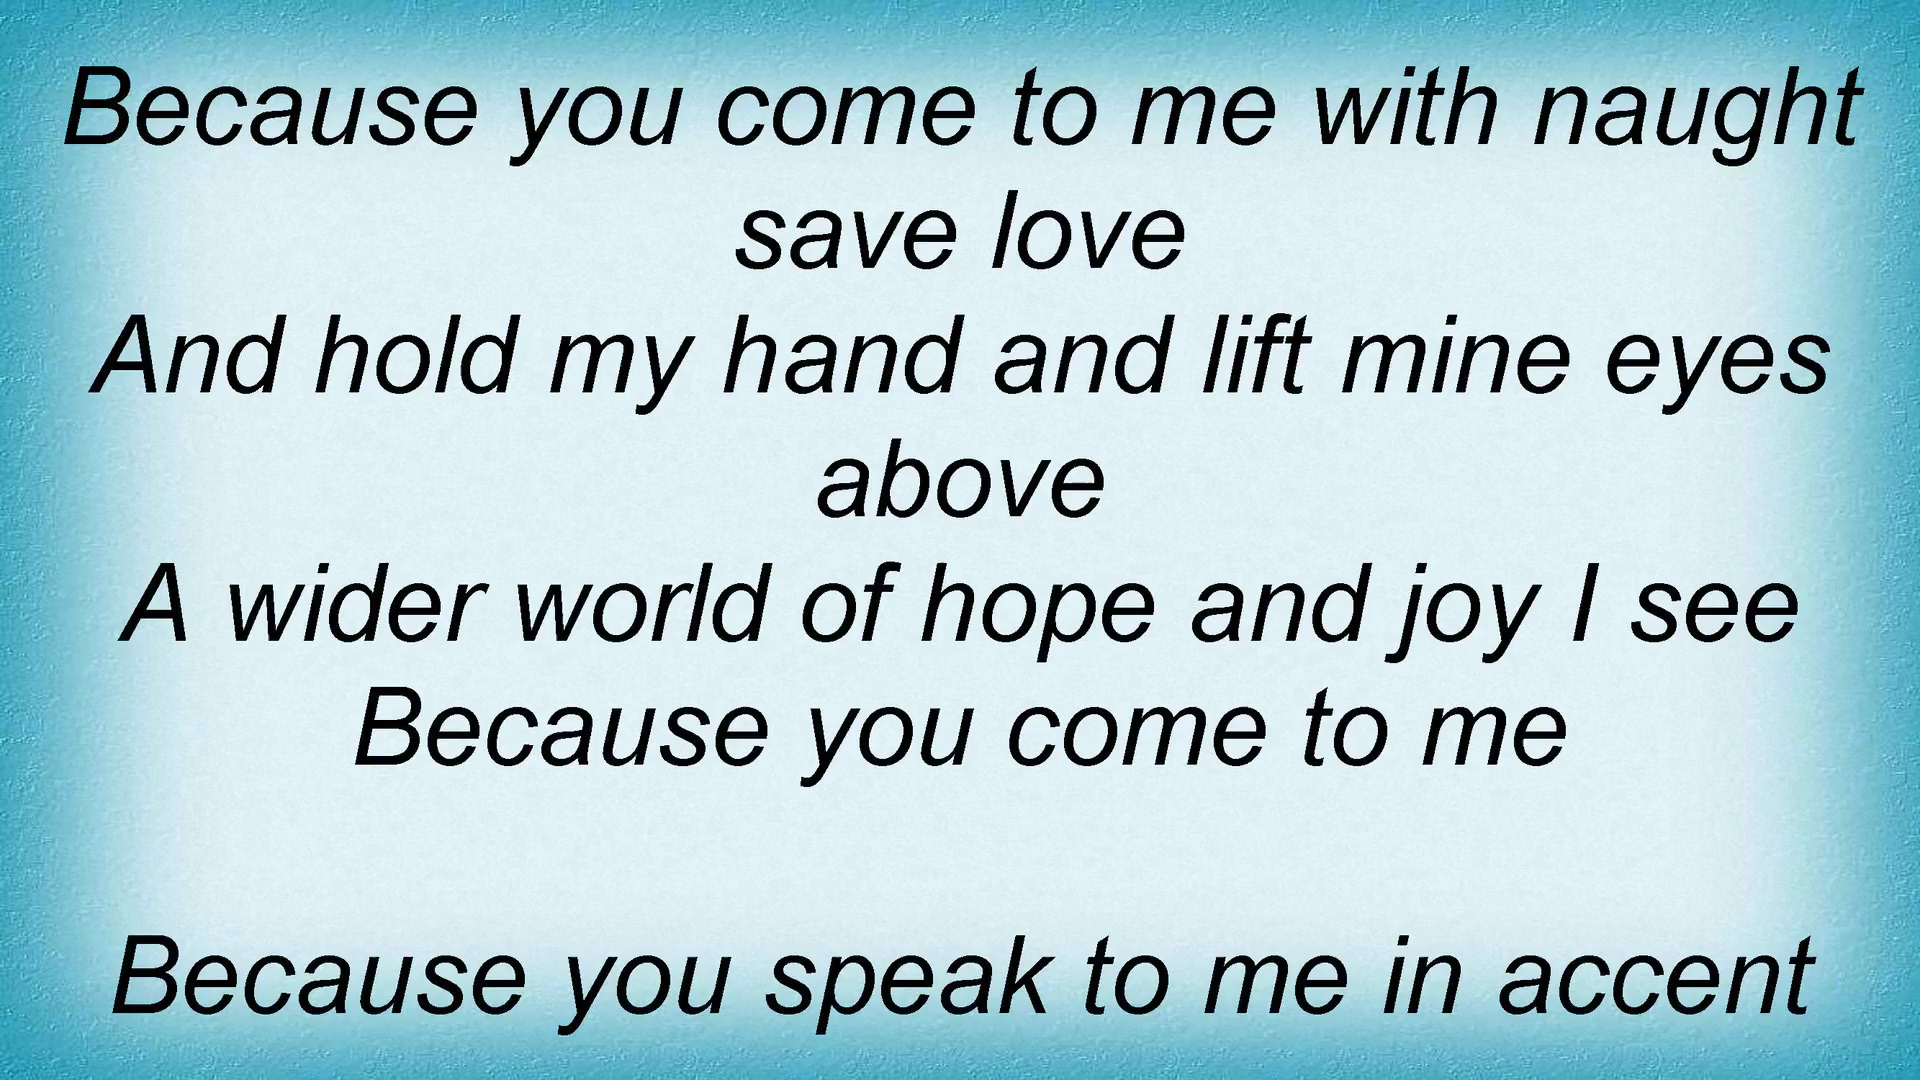 Because you come to me with naught
save love
And hold my hand and lift mine eyes
above
A wider world of hope and joy I see
Because you come to me
Because you speak to me in accent